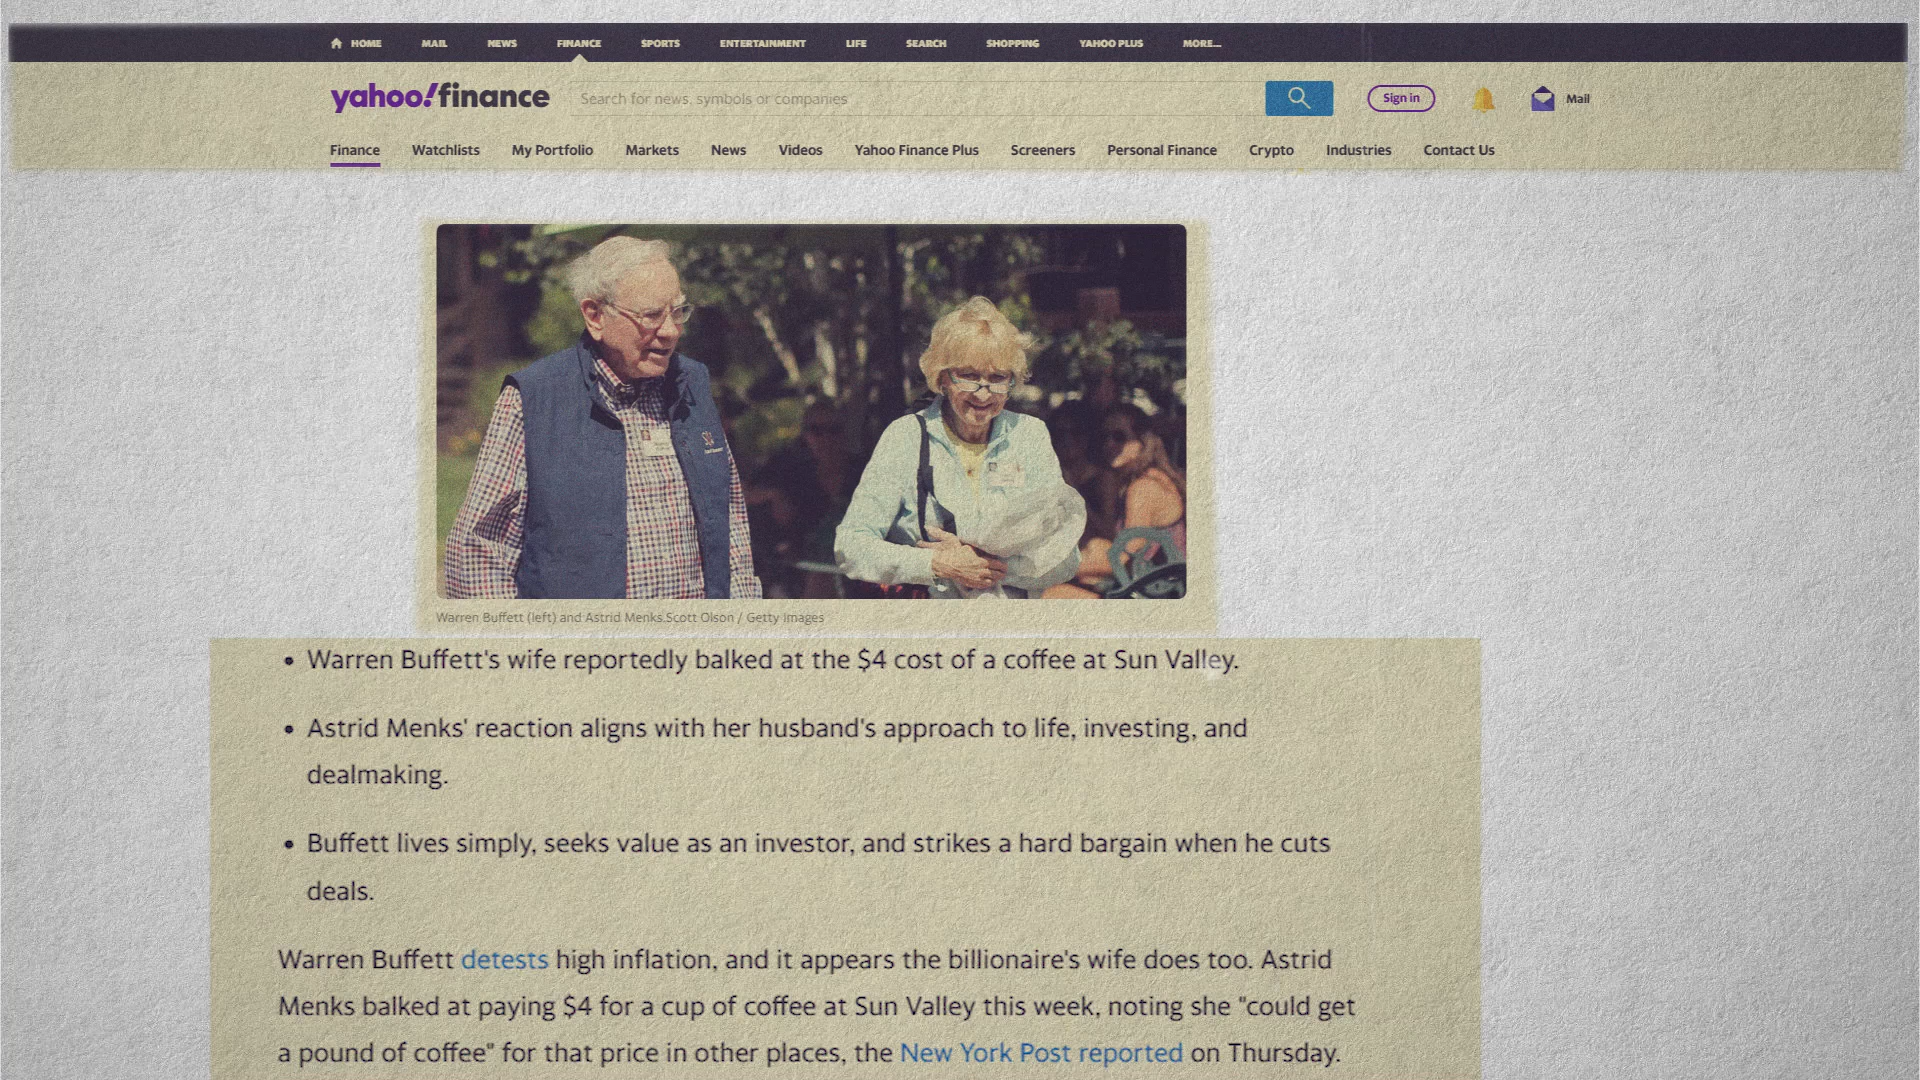 HOME MAIL NEWS FINANCE SPORTS ENTERTAINMENT LIFE SEARCH SHOPPING YAHOO PLUS MORE...
yahoo!finance Search for news, symbols or companies Sign in Mail
Finance Watchlists My Portfolio Markets News Videos Yahoo Finance Plus Screeners Personal Finance Crypto Industries Contact Us
Warren Buffett (left) and Astrid Menks.Scott Olson / Getty Images
• Warren Buffett's wife reportedly balked at the $4 cost of a coffee at Sun Valley.
• Astrid Menks' reaction aligns with her husband's approach to life, investing, and
dealmaking.
• Buffett lives simply, seeks value as an investor, and strikes a hard bargain when he cuts
deals.
Warren Buffett detests high inflation, and it appears the billionaire's wife does too. Astrid
Menks balked at paying $4 for a cup of coffee at Sun Valley this week, noting she "could get
a pound of coffee" for that price in other places, the New York Post reported on Thursday.